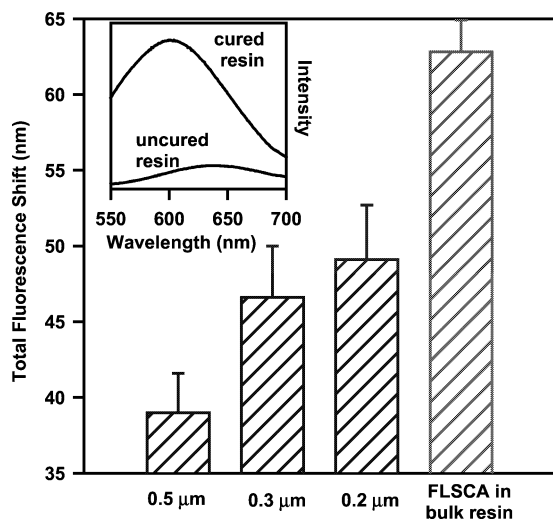 65
60
55
50
45
40
35
Total Fluorescence Shift (nm)
cured
resin
uncured
resin
Intensity
550 600 650 700
Wavelength (nm)
0.5 μm 0.3 μm 0.2 μm FLSCA in
bulk resin